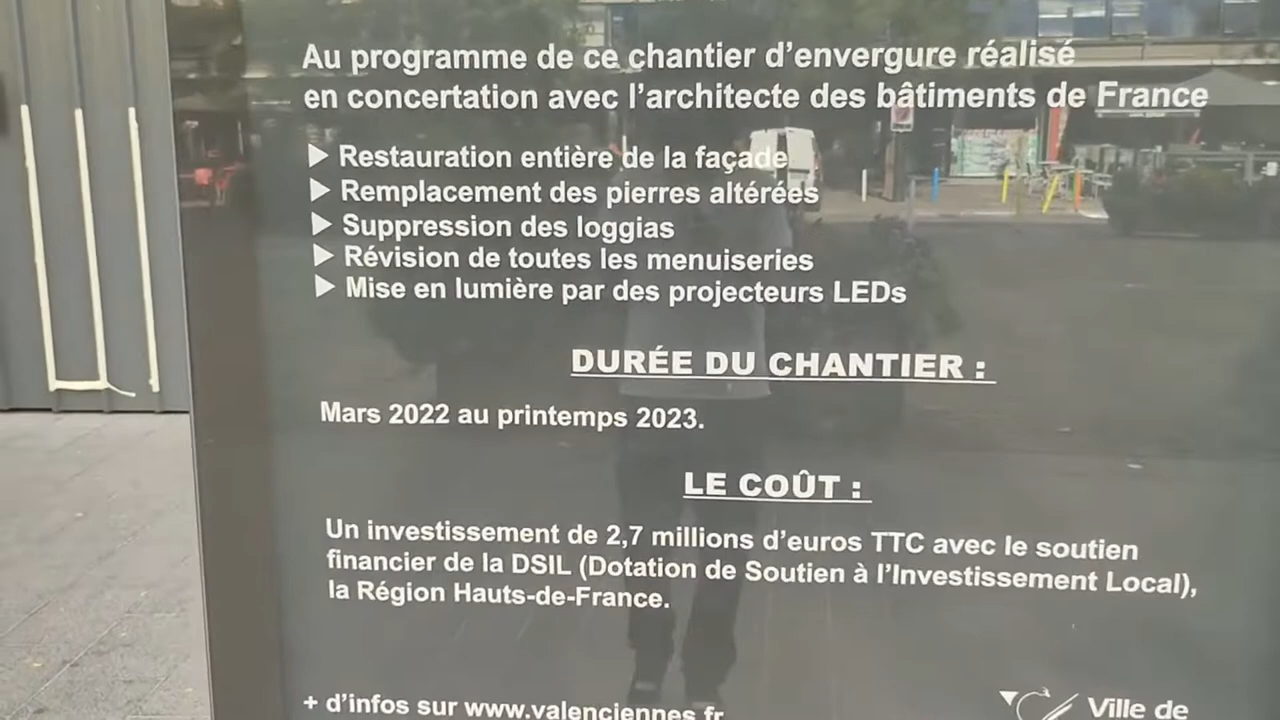 Au programme de ce chantier d'envergure réalisé
en concertation avec l'architecte des bâtiments de France
▶ Restauration entière de la façade
▶ Remplacement des pierres altérées
▶ Suppression des loggias
▶ Révision de toutes les menuiseries
▶ Mise en lumière par des projecteurs LEDs
DURÉE DU CHANTIER :
Mars 2022 au printemps 2023.
LE COÛT :
Un investissement de 2,7 millions d'euros TTC avec le soutien
financier de la DSIL (Dotation de Soutien à l'Investissement Local),
la Région Hauts-de-France.
+ d'infos sur www.valenciennes.fr
Ville de